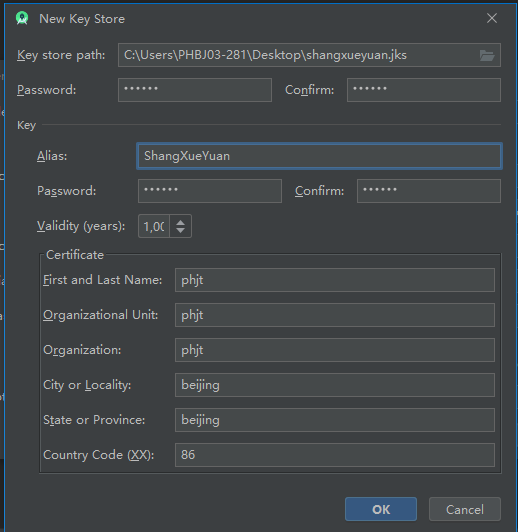 New Key Store
Key store path: C:\Users\PHBJ03-281\Desktop\shangxueyuan.jks
Password: •••••• Confirm: ••••••
Key
Alias: ShangXueYuan
Password: •••••• Confirm: ••••••
Validity (years): 1,00
Certificate
First and Last Name: phjt
Organizational Unit: phjt
Organization: phjt
City or Locality: beijing
State or Province: beijing
Country Code (XX): 86
OK Cancel